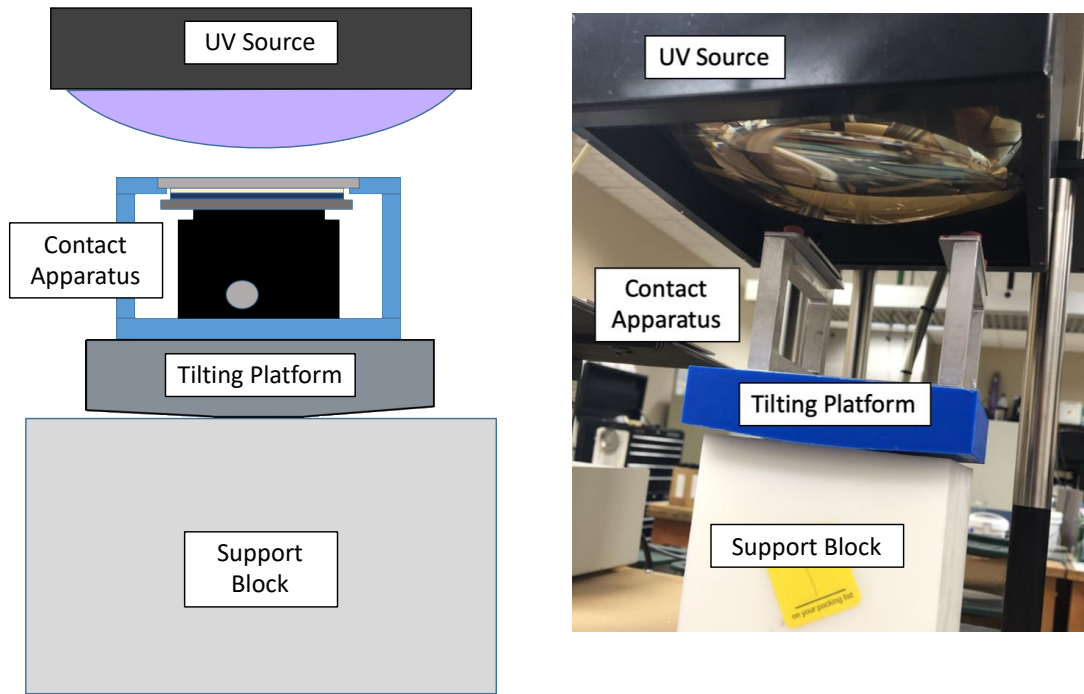 UV Source
Contact
Apparatus
Tilting Platform
Support
Block
UV Source
Contact
Apparatus
Tilting Platform
Support Block
on your packing list